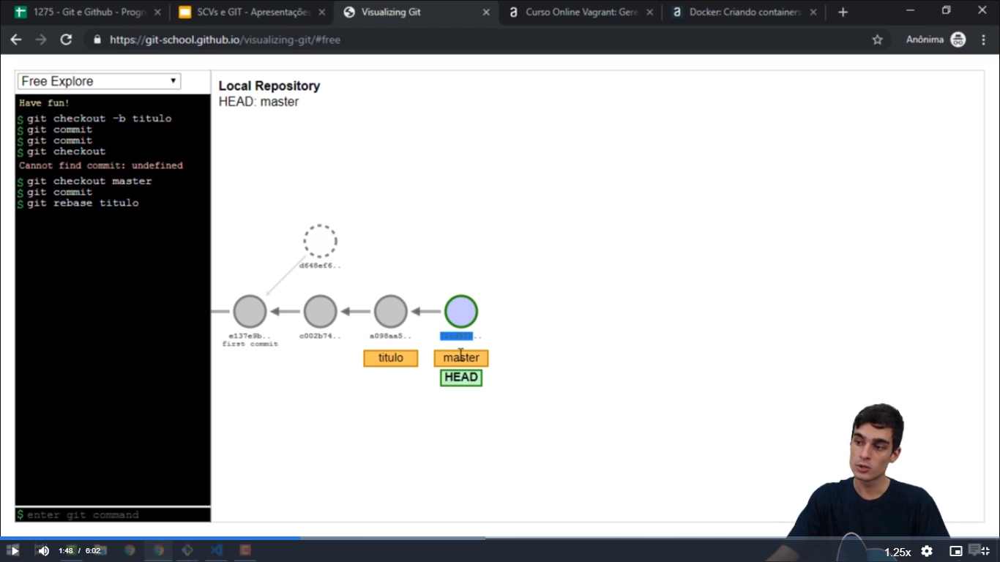 1275 - Git e Github - Progr
SCVs e GIT - Apresentações
Visualizing Git
Curso Online Vagrant: Gere
Docker: Criando containers
https://git-school.github.io/visualizing-git/#free
Anônima
Free Explore
Have fun!
$ git checkout -b titulo
$ git commit
$ git commit
$ git checkout
Cannot find commit: undefined
$ git checkout master
$ git commit
$ git rebase titulo
$ enter git command
Local Repository
HEAD: master
d648ef6..
e137e9b..
first commit
c002b74..
a098aa5..
titulo
master
HEAD
1:48 / 6:02
1.25x